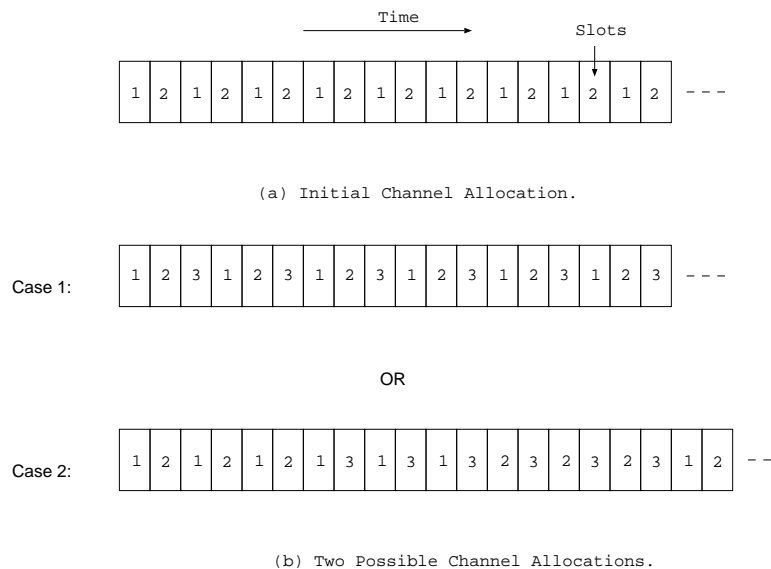 Time
Slots
1 2 1 2 1 2 1 2 1 2 1 2 1 2 1 2 1 2
(a) Initial Channel Allocation.
Case 1:
1 2 3 1 2 3 1 2 3 1 2 3 1 2 3 1 2 3
OR
Case 2:
1 2 1 2 1 2 1 3 1 3 1 3 2 3 2 3 2 3 1 2
(b) Two Possible Channel Allocations.